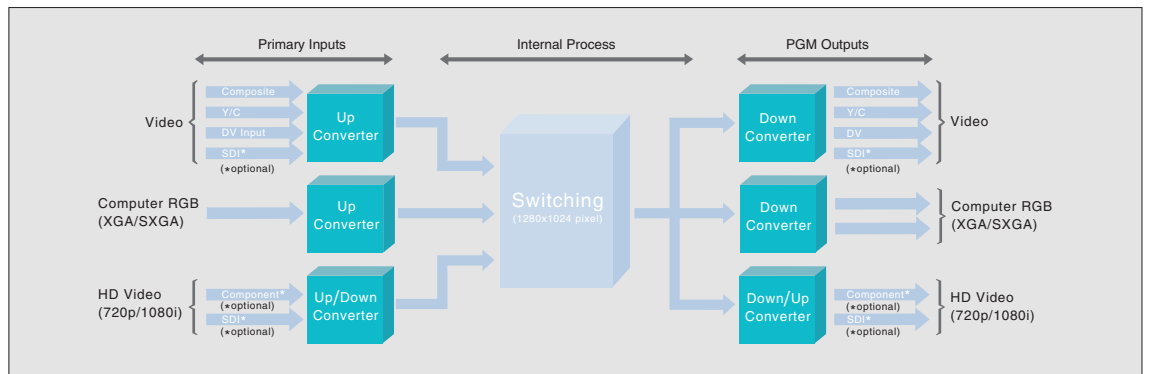 Primary Inputs
Internal Process
PGM Outputs
Video
Composite
Y/C
DV Input
SDI*
(*optional)
Up
Converter
Computer RGB
(XGA/SXGA)
Up
Converter
HD Video
(720p/1080i)
Component*
(*optional)
SDI*
(*optional)
Up/Down
Converter
Switching
(1280x1024 pixel)
Down
Converter
Composite
Y/C
DV
SDI*
(*optional)
Video
Down
Converter
Computer RGB
(XGA/SXGA)
Down/Up
Converter
Component*
(*optional)
SDI*
(*optional)
HD Video
(720p/1080i)